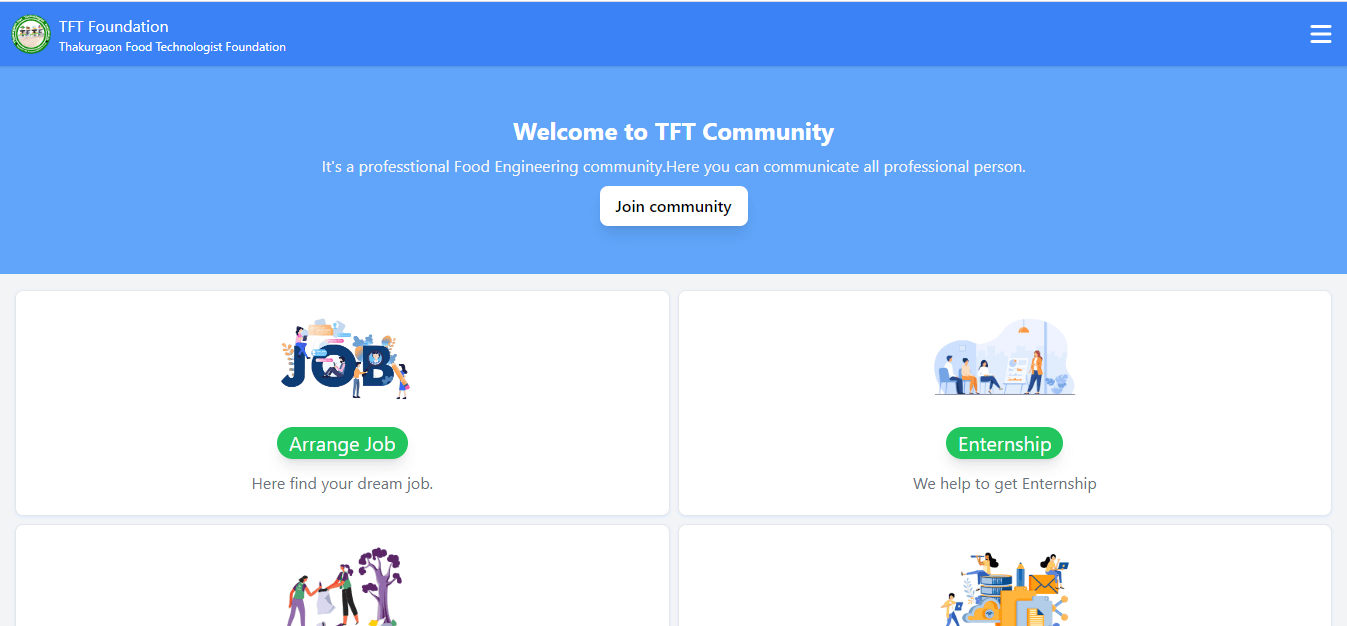 TFT Foundation
Thakurgaon Food Technologist Foundation
Welcome to TFT Community
It's a professtional Food Engineering community.Here you can communicate all professional person.
Join community
JOB
Arrange Job
Enternship
Here find your dream job.
We help to get Enternship